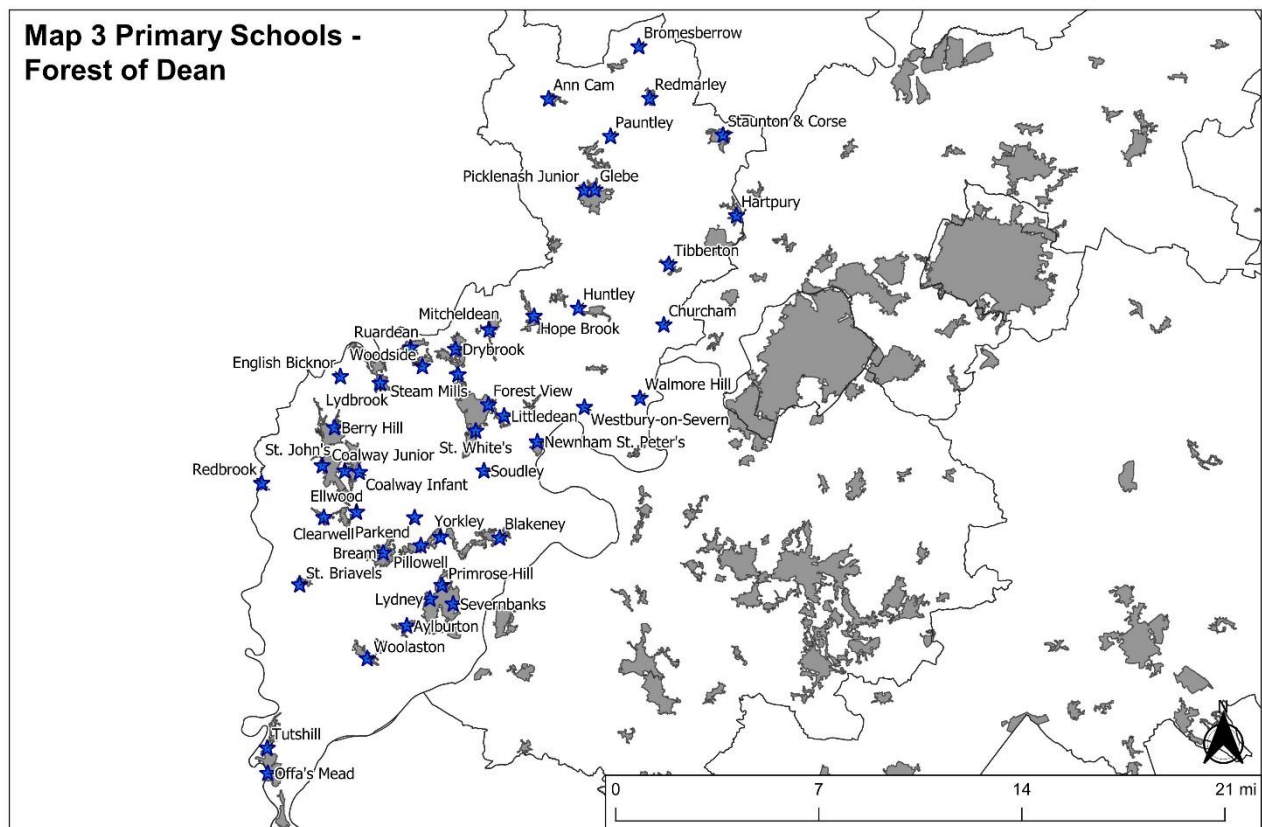 Map 3 Primary Schools -
Forest of Dean
Bromesberrow
Ann Cam
Redmarley
Pauntley
Staunton & Corse
Picklenash Junior
Glebe
Hartpury
Tibberton
Huntley
Mitcheldean
Hope Brook
Churcham
Ruardean
Drybrook
Woodside
English Bicknor
Steam Mills
Forest View
Walmore Hill
Lydbrook
Littledean
Westbury-on-Severn
Berry Hill
St. White's
Newnham St. Peter's
St. John's
Coalway Junior
Redbrook
Soudley
Coalway Infant
Ellwood
Yorkley
Blakeney
Clearwell
Parkend
Bream
Pillowell
St. Briavels
Primrose Hill
Lydney
Severnbanks
Aylburton
Woolaston
Tutshill
Offa's Mead
N
0 7 14 21 mi